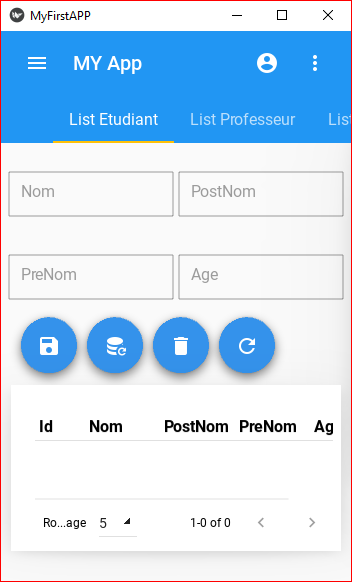 MyFirstAPP
MY App
List Etudiant List Professeur List
Nom PostNom
PreNom Age
Id Nom PostNom PreNom Ag
Ro...age 5 1-0 of 0